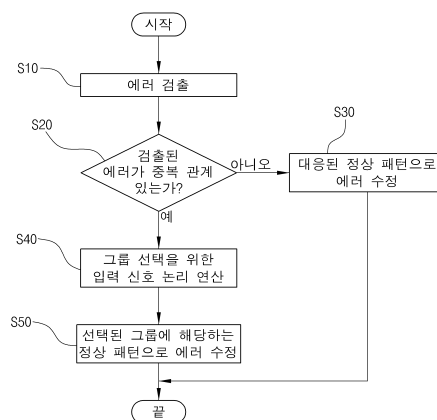 시작
S10
에러 검출
S20
검출된
에러가 중복 관계
있는가?
아니오
S30
대응된 정상 패턴으로
에러 수정
예
S40
그룹 선택을 위한
입력 신호 논리 연산
S50
선택된 그룹에 해당하는
정상 패턴으로 에러 수정
끝